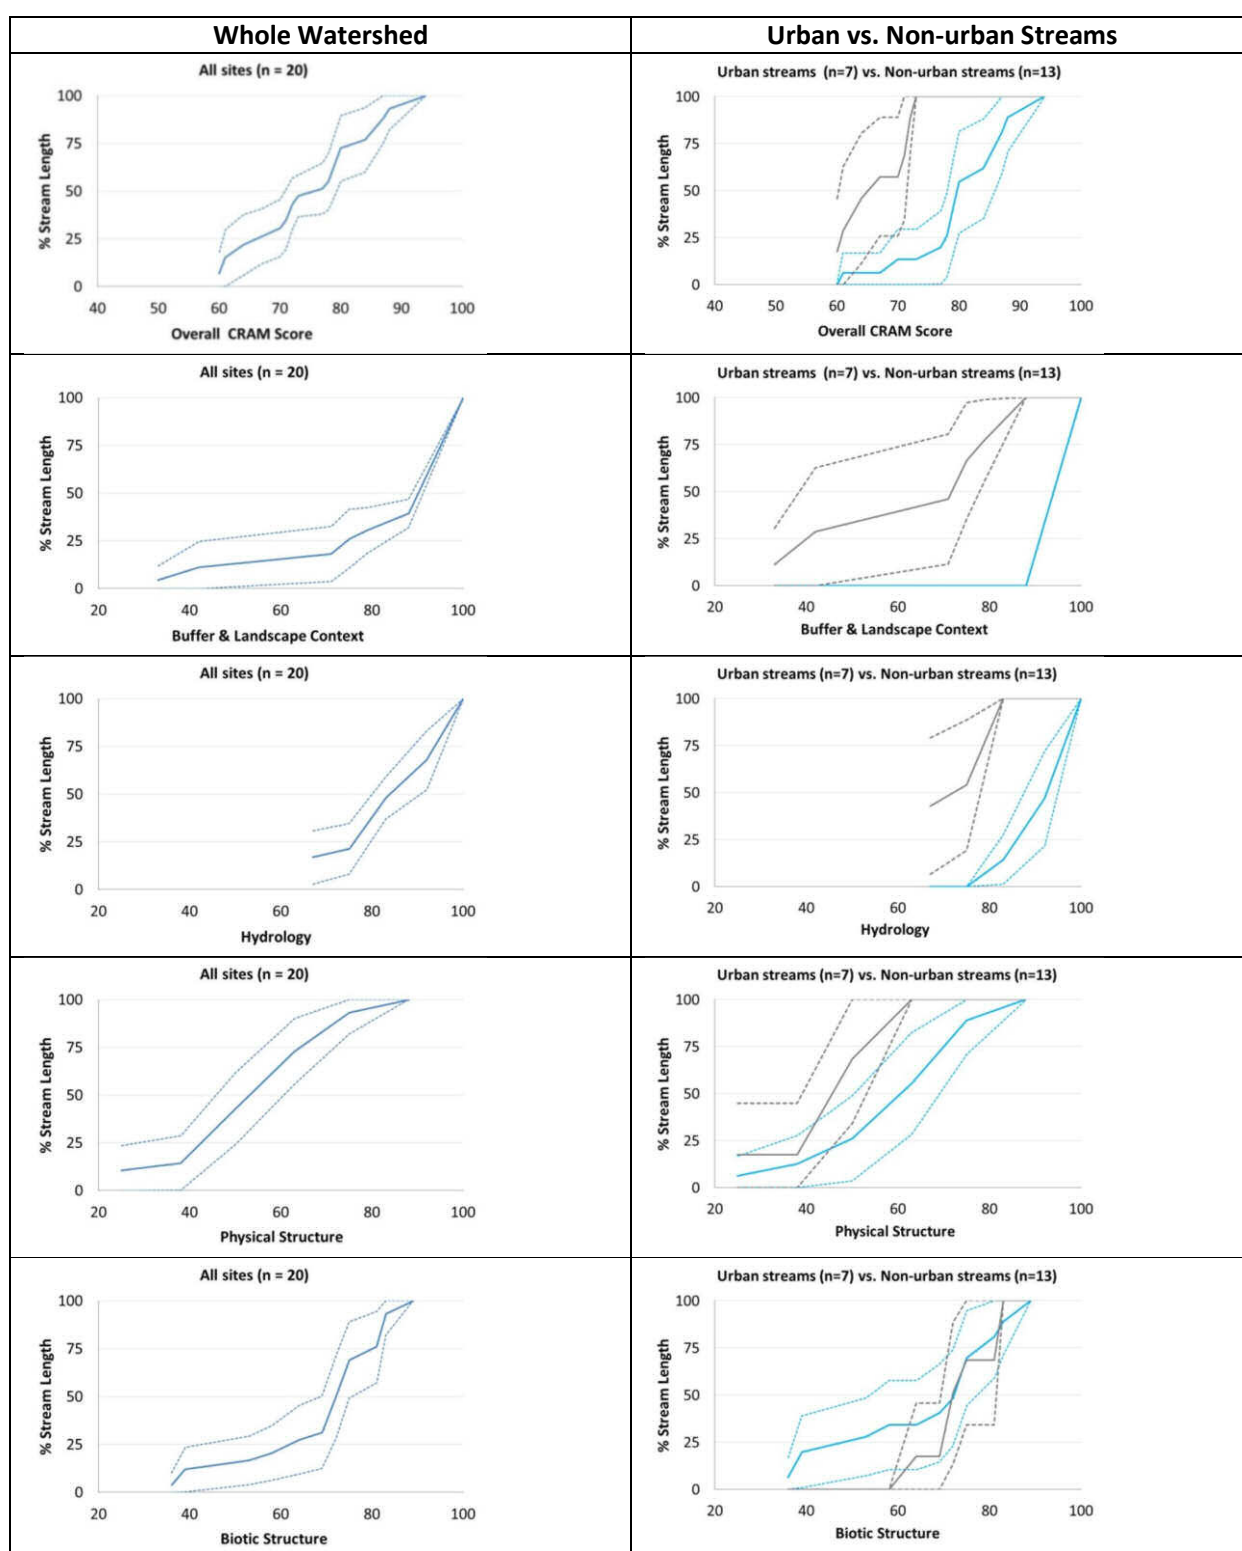 Whole Watershed
Urban vs. Non-urban Streams
All sites (n = 20)
% Stream Length
100
75
50
25
0
40 50 60 70 80 90 100
Overall CRAM Score
Urban streams (n=7) vs. Non-urban streams (n=13)
% Stream Length
100
75
50
25
0
40 50 60 70 80 90 100
Overall CRAM Score
All sites (n = 20)
% Stream Length
100
75
50
25
0
20 40 60 80 100
Buffer & Landscape Context
Urban streams (n=7) vs. Non-urban streams (n=13)
% Stream Length
100
75
50
25
0
20 40 60 80 100
Buffer & Landscape Context
All sites (n = 20)
% Stream Length
100
75
50
25
0
20 40 60 80 100
Hydrology
Urban streams (n=7) vs. Non-urban streams (n=13)
% Stream Length
100
75
50
25
0
20 40 60 80 100
Hydrology
All sites (n = 20)
% Stream Length
100
75
50
25
0
20 40 60 80 100
Physical Structure
Urban streams (n=7) vs. Non-urban streams (n=13)
% Stream Length
100
75
50
25
0
20 40 60 80 100
Physical Structure
All sites (n = 20)
% Stream Length
100
75
50
25
0
20 40 60 80 100
Biotic Structure
Urban streams (n=7) vs. Non-urban streams (n=13)
% Stream Length
100
75
50
25
0
20 40 60 80 100
Biotic Structure